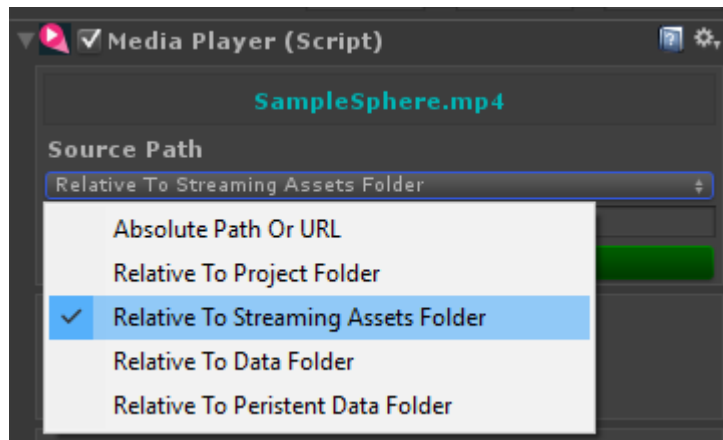 Media Player (Script)
SampleSphere.mp4
Source Path
Relative To Streaming Assets Folder
Absolute Path Or URL
Relative To Project Folder
Relative To Streaming Assets Folder
Relative To Data Folder
Relative To Peristent Data Folder